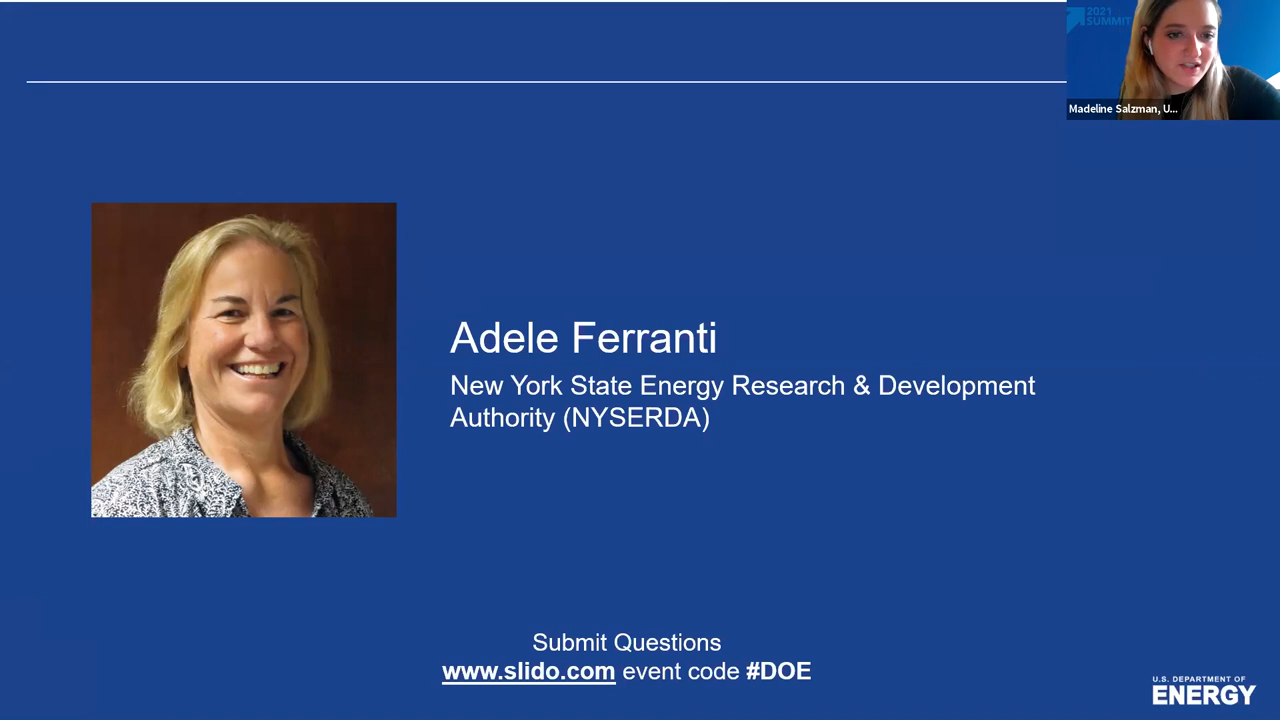 2021
SUMMIT
Madeline Salzman, U...
Adele Ferranti
New York State Energy Research & Development
Authority (NYSERDA)
Submit Questions
www.slido.com event code #DOE
U.S. DEPARTMENT OF
ENERGY